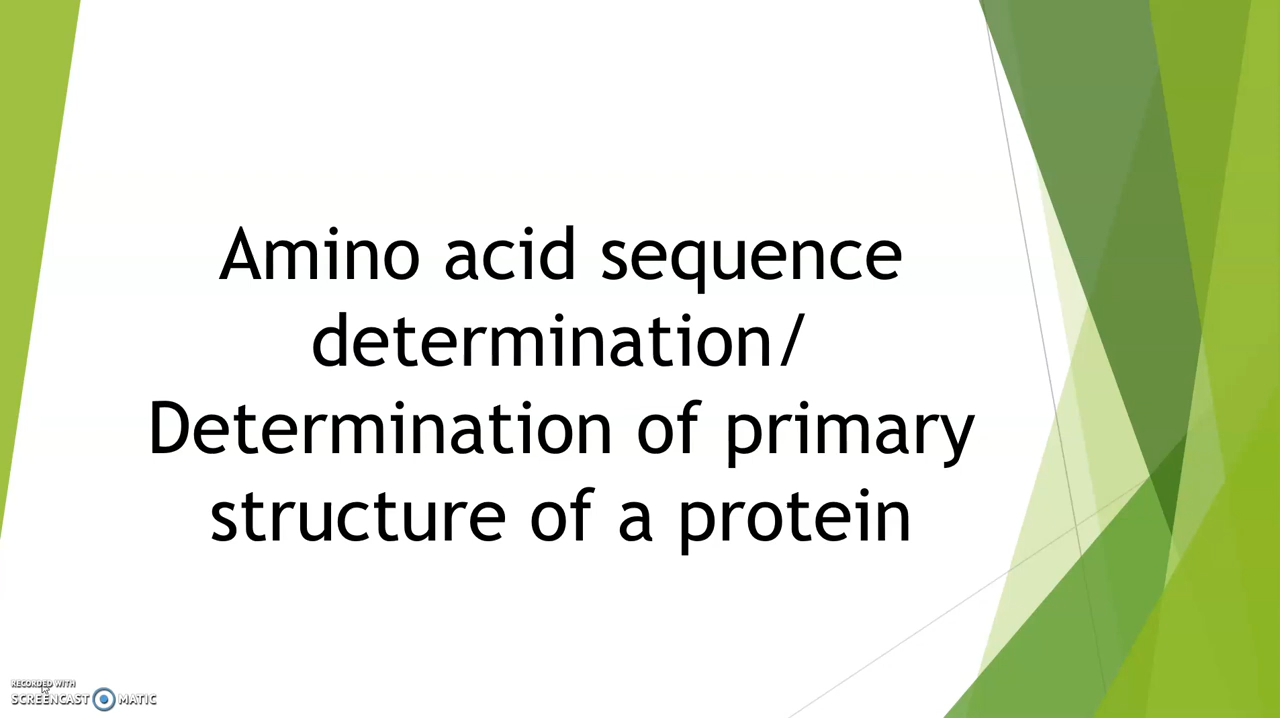 Amino acid sequence
determination/
Determination of primary
structure of a protein
RECORDED WITH
SCREENCAST MATIC